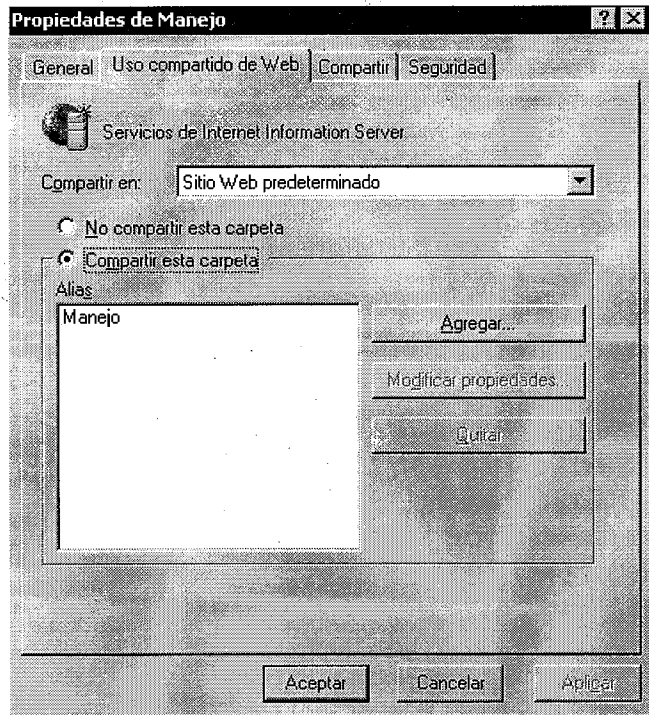 Propiedades de Manejo
General Uso compartido de Web Compartir Seguridad
Servicios de Internet Information Server
Compartir en: Sitio Web predeterminado
No compartir esta carpeta
Compartir esta carpeta
Alias
Manejo
Agregar...
Modificar propiedades...
Quitar
Aceptar Cancelar Aplicar